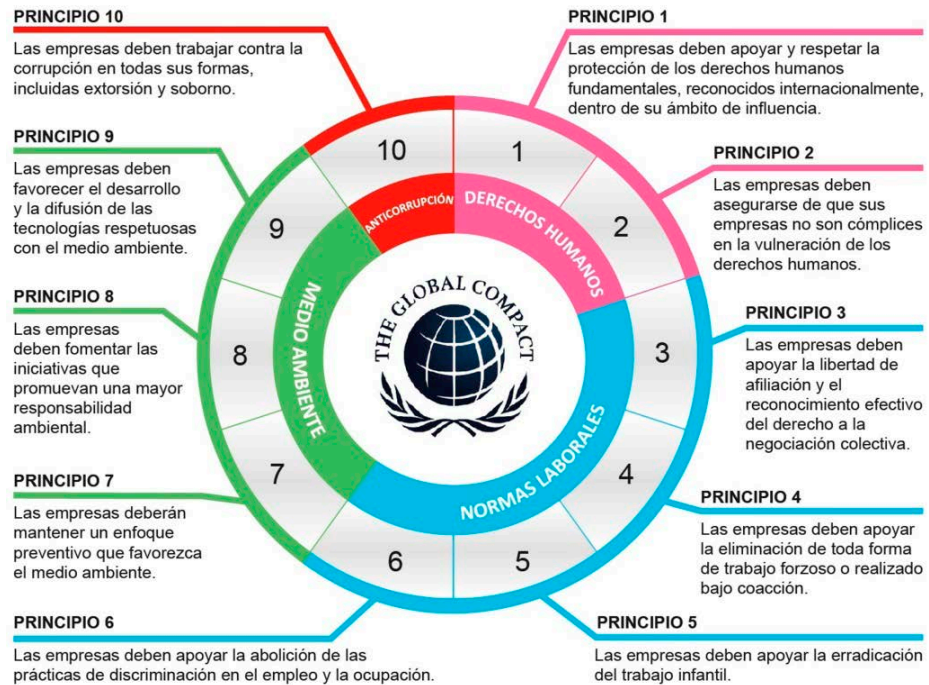 PRINCIPIO 10
Las empresas deben trabajar contra la
corrupción en todas sus formas,
incluidas extorsión y soborno.
PRINCIPIO 1
Las empresas deben apoyar y respetar la
protección de los derechos humanos
fundamentales, reconocidos internacionalmente,
dentro de su ámbito de influencia.
PRINCIPIO 9
Las empresas deben
favorecer el desarrollo
y la difusión de las
tecnologías respetuosas
con el medio ambiente.
PRINCIPIO 2
Las empresas deben
asegurarse de que sus
empresas no son cómplices
en la vulneración de los
derechos humanos.
PRINCIPIO 8
Las empresas
deben fomentar las
iniciativas que
promuevan una mayor
responsabilidad
ambiental.
PRINCIPIO 3
Las empresas deben
apoyar la libertad de
afiliación y el
reconocimiento efectivo
del derecho a la
negociación colectiva.
PRINCIPIO 7
Las empresas deberán
mantener un enfoque
preventivo que favorezca
el medio ambiente.
PRINCIPIO 4
Las empresas deben apoyar
la eliminación de toda forma
de trabajo forzoso o realizado
bajo coacción.
PRINCIPIO 6
Las empresas deben apoyar la abolición de las
prácticas de discriminación en el empleo y la ocupación.
PRINCIPIO 5
Las empresas deben apoyar la erradicación
del trabajo infantil.
10
1
2
3
4
5
6
7
8
9
ANTICORRUPCIÓN
DERECHOS HUMANOS
NORMAS LABORALES
MEDIO AMBIENTE
THE GLOBAL COMPACT